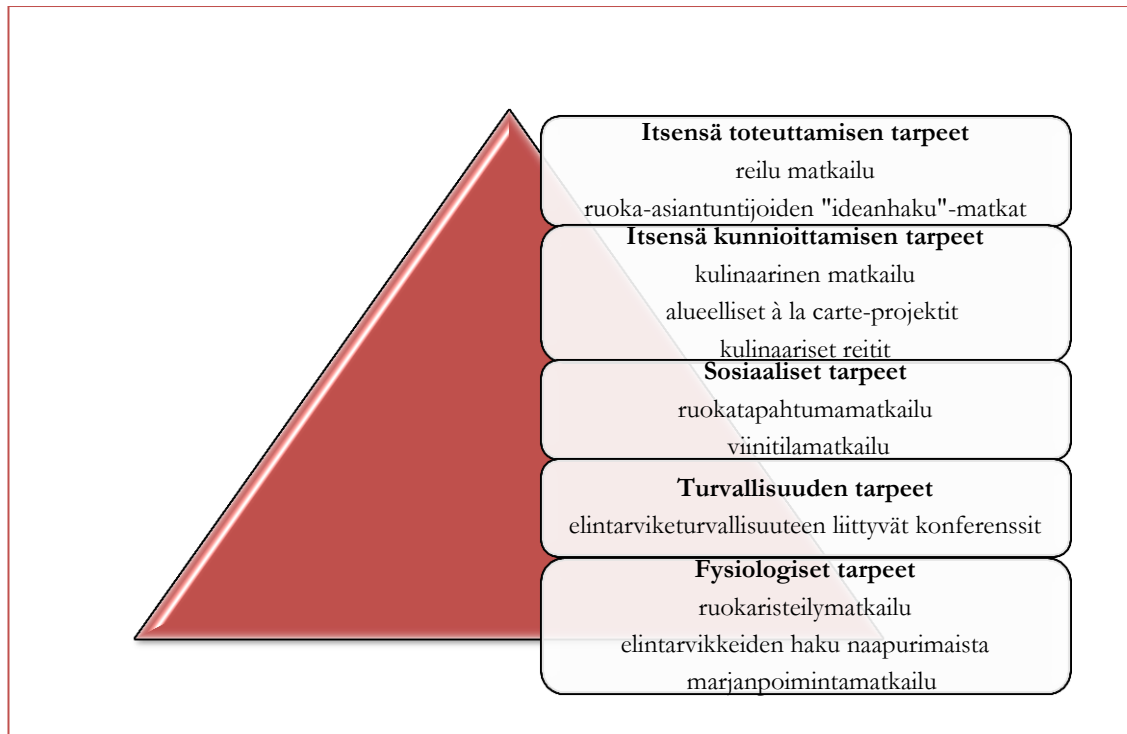 Itsensä toteuttamisen tarpeet
reilu matkailu
ruoka-asiantuntijoiden "ideanhaku"-matkat
Itsensä kunnioittamisen tarpeet
kulinaarinen matkailu
alueelliset à la carte-projektit
kulinaariset reitit
Sosiaaliset tarpeet
ruokatapahtumamatkailu
viinitilamatkailu
Turvallisuuden tarpeet
elintarviketurvallisuuteen liittyvät konferenssit
Fysiologiset tarpeet
ruokaristeilymatkailu
elintarvikkeiden haku naapurimaista
marjanpoimintamatkailu